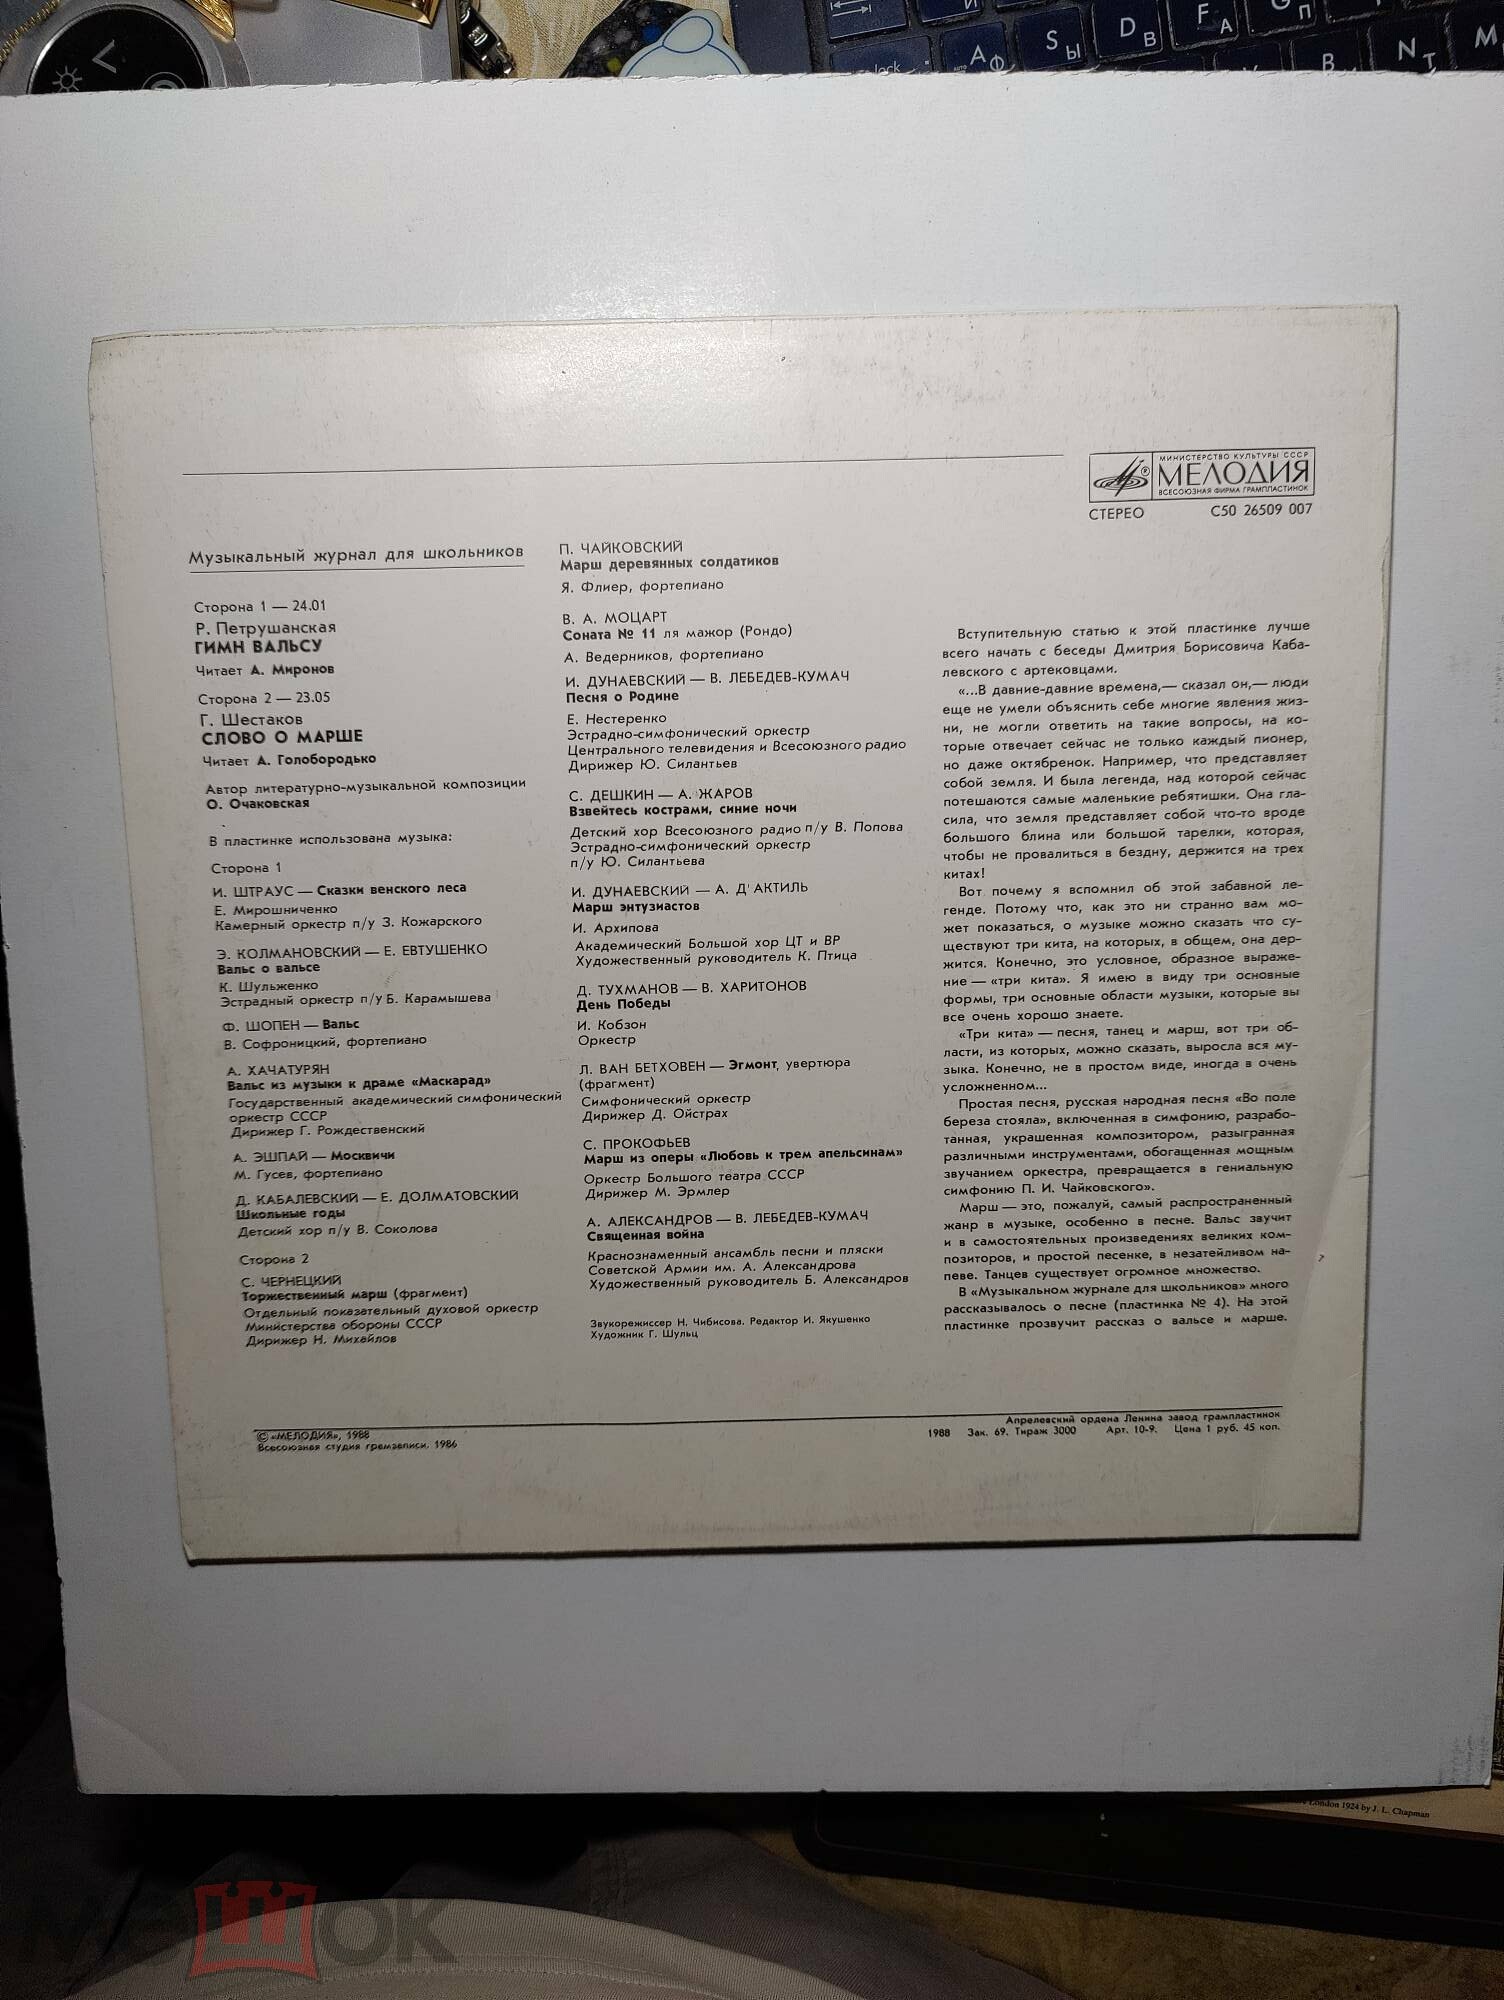 МИНИСТЕРСТВО КУЛЬТУРЫ СССР
МЕЛОДИЯ
ВСЕСОЮЗНАЯ ФИРМА ГРАМПЛАСТИНОК
СТЕРЕО С50 26509 007
Музыкальный журнал для школьников
Сторона 1 — 24.01
Р. Петрушанская
ГИМН ВАЛЬСУ
Читает А. Миронов
Сторона 2 — 23.05
Г. Шестаков
СЛОВО О МАРШЕ
Читает А. Голобородько
Автор литературно-музыкальной композиции
О. Очаковская
В пластинке использована музыка:
Сторона 1
И. ШТРАУС — Сказки венского леса
Е. Мирошниченко
Камерный оркестр п/у З. Кожарского
Э. КОЛМАНОВСКИЙ — Е. ЕВТУШЕНКО
Вальс о вальсе
К. Шульженко
Эстрадный оркестр п/у Б. Карамышева
Ф. ШОПЕН — Вальс
В. Софроницкий, фортепиано
А. ХАЧАТУРЯН
Вальс из музыки к драме «Маскарад»
Государственный академический симфонический
оркестр СССР
Дирижер Г. Рождественский
А. ЭШПАЙ — Москвичи
М. Гусев, фортепиано
Д. КАБАЛЕВСКИЙ — Е. ДОЛМАТОВСКИЙ
Школьные годы
Детский хор п/у В. Соколова
Сторона 2
С. ЧЕРНЕЦКИЙ
Торжественный марш (фрагмент)
Отдельный показательный духовой оркестр
Министерства обороны СССР
Дирижер Н. Михайлов
П. ЧАЙКОВСКИЙ
Марш деревянных солдатиков
Я. Флиер, фортепиано
В. А. МОЦАРТ
Соната № 11 ля мажор (Рондо)
А. Ведерников, фортепиано
И. ДУНАЕВСКИЙ — В. ЛЕБЕДЕВ-КУМАЧ
Песня о Родине
Е. Нестеренко
Эстрадно-симфонический оркестр
Центрального телевидения и Всесоюзного радио
Дирижер Ю. Силантьев
С. ДЕШКИН — А. ЖАРОВ
Взвейтесь кострами, синие ночи
Детский хор Всесоюзного радио п/у В. Попова
Эстрадно-симфонический оркестр
п/у Ю. Силантьева
И. ДУНАЕВСКИЙ — А. Д'АКТИЛЬ
Марш энтузиастов
И. Архипова
Академический Большой хор ЦТ и ВР
Художественный руководитель К. Птица
Д. ТУХМАНОВ — В. ХАРИТОНОВ
День Победы
И. Кобзон
Оркестр
Л. ВАН БЕТХОВЕН — Эгмонт, увертюра
(фрагмент)
Симфонический оркестр
Дирижер Д. Ойстрах
С. ПРОКОФЬЕВ
Марш из оперы «Любовь к трем апельсинам»
Оркестр Большого театра СССР
Дирижер М. Эрмлер
А. АЛЕКСАНДРОВ — В. ЛЕБЕДЕВ-КУМАЧ
Священная война
Краснознаменный ансамбль песни и пляски
Советской Армии им. А. Александрова
Художественный руководитель Б. Александров
Звукорежиссер Н. Чибисова. Редактор И. Якушенко
Художник Г. Шульц
Вступительную статью к этой пластинке лучше
всего начать с беседы Дмитрия Борисовича Каба-
левского с артековцами.
«...В давние-давние времена,— сказал он,— люди
еще не умели объяснить себе многие явления жиз-
ни, не могли ответить на такие вопросы, на ко-
торые отвечает сейчас не только каждый пионер,
но даже октябренок. Например, что представляет
собой земля. И была легенда, над которой сейчас
потешаются самые маленькие ребятишки. Она гла-
сила, что земля представляет собой что-то вроде
большого блина или большой тарелки, которая,
чтобы не провалиться в бездну, держится на трех
китах!
Вот почему я вспомнил об этой забавной ле-
генде. Потому что, как это ни странно вам мо-
жет показаться, о музыке можно сказать что су-
ществуют три кита, на которых, в общем, она дер-
жится. Конечно, это условное, образное выраже-
ние — «три кита». Я имею в виду три основные
формы, три основные области музыки, которые вы
все очень хорошо знаете.
«Три кита» — песня, танец и марш, вот три об-
ласти, из которых, можно сказать, выросла вся му-
зыка. Конечно, не в простом виде, иногда в очень
усложненном...
Простая песня, русская народная песня «Во поле
береза стояла», включенная в симфонию, разрабо-
танная, украшенная композитором, разыгранная
различными инструментами, обогащенная мощным
звучанием оркестра, превращается в гениальную
симфонию П. И. Чайковского».
Марш — это, пожалуй, самый распространенный
жанр в музыке, особенно в песне. Вальс звучит
и в самостоятельных произведениях великих ком-
позиторов, и простой песенке, в незатейливом на-
певе. Танцев существует огромное множество.
В «Музыкальном журнале для школьников» много
рассказывалось о песне (пластинка № 4). На этой
пластинке прозвучит рассказ о вальсе и марше.
© «МЕЛОДИЯ», 1988
Всесоюзная студия грамзаписи, 1986
Апрелевский ордена Ленина завод грампластинок
1988 Зак. 69. Тираж 3000 Арт. 10-9. Цена 1 руб. 45 коп.
London 1924 by J. L. Chapman
мешок